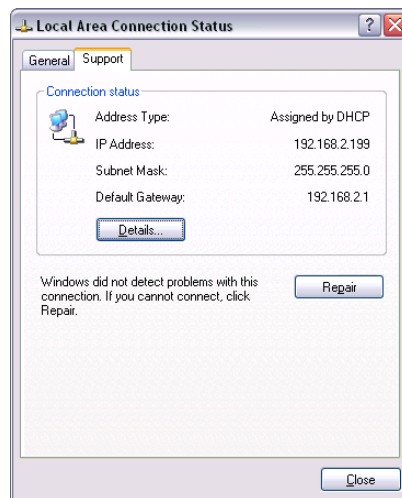 Local Area Connection Status
General Support
Connection status
Address Type: Assigned by DHCP
IP Address: 192.168.2.199
Subnet Mask: 255.255.255.0
Default Gateway: 192.168.2.1
Details...
Windows did not detect problems with this
connection. If you cannot connect, click
Repair.
Repair
Close